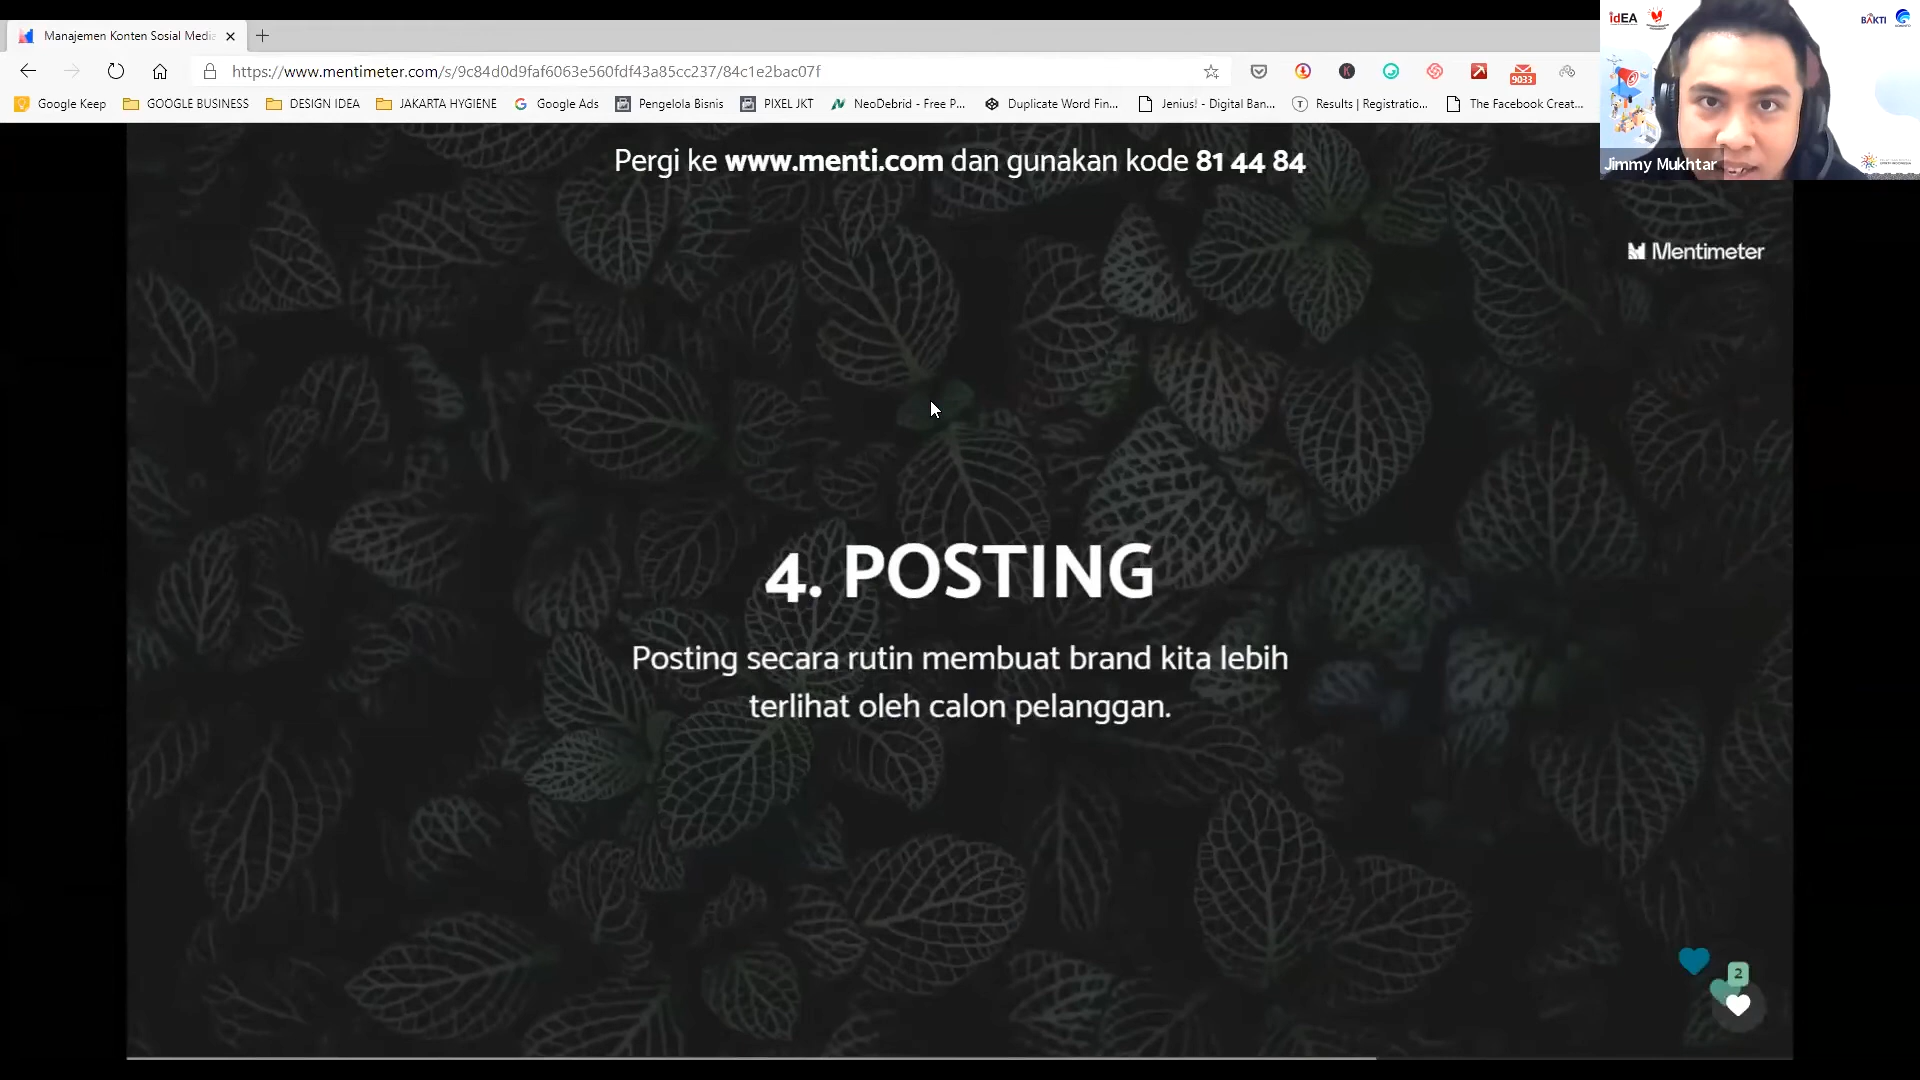 Manajemen Konten Sosial Media
https://www.mentimeter.com/s/9c84d0d9faf6063e560fdf43a85cc237/84c1e2bac07f
9033
Google Keep
GOOGLE BUSINESS
DESIGN IDEA
JAKARTA HYGIENE
Google Ads
Pengelola Bisnis
PIXEL JKT
NeoDebrid - Free P...
Duplicate Word Fin...
Jenius! - Digital Ban...
Results | Registratio...
The Facebook Creat...
idEA
BAKTI
Jimmy Mukhtar
Pergi ke www.menti.com dan gunakan kode 81 44 84
Mentimeter
4. POSTING
Posting secara rutin membuat brand kita lebih
terlihat oleh calon pelanggan.
2